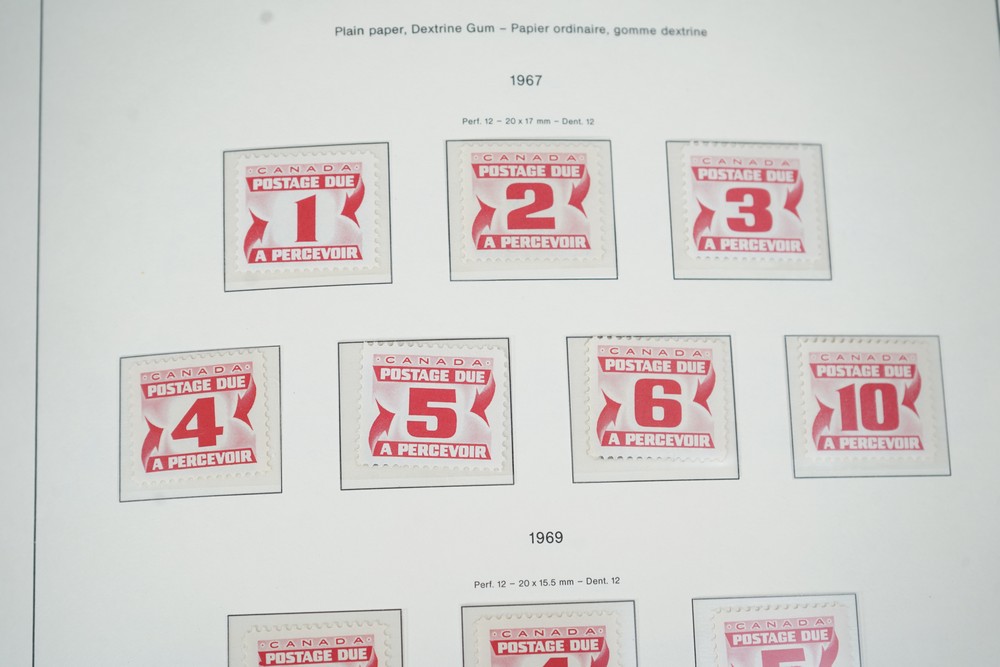 Plain paper, Dextrine Gum – Papier ordinaire, gomme dextrine
1967
Perf. 12 – 20 x 17 mm – Dent. 12
CANADA
POSTAGE DUE
1
A PERCEVOIR
CANADA
POSTAGE DUE
2
A PERCEVOIR
CANADA
POSTAGE DUE
3
A PERCEVOIR
CANADA
POSTAGE DUE
4
A PERCEVOIR
CANADA
POSTAGE DUE
5
A PERCEVOIR
CANADA
POSTAGE DUE
6
A PERCEVOIR
CANADA
POSTAGE DUE
10
A PERCEVOIR
1969
Perf. 12 – 20 x 15.5 mm – Dent. 12
CANADA
POSTAGE DUE
CANADA
POSTAGE DUE
CANADA
POSTAGE DUE